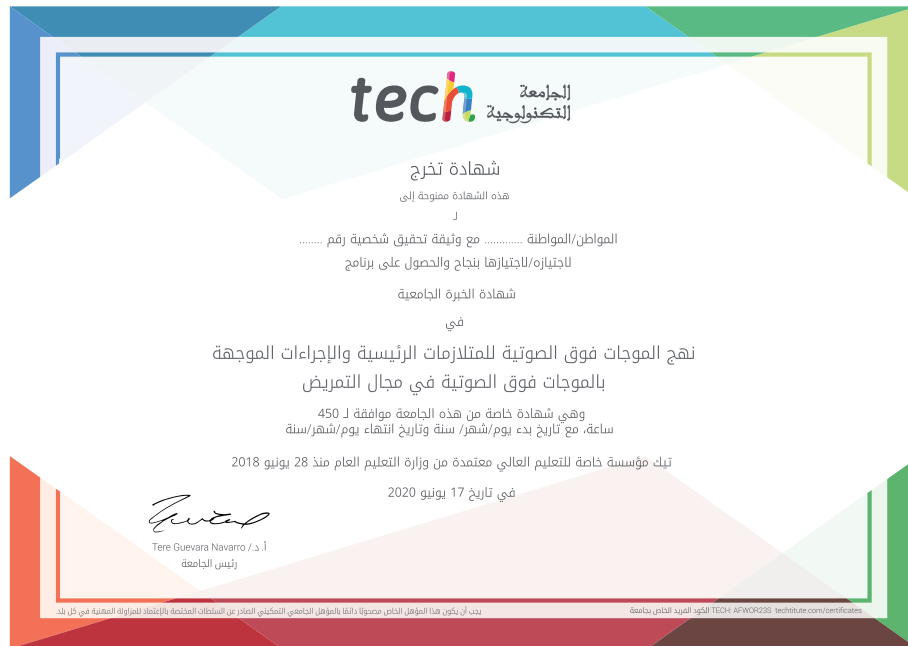 tech الجامعة
التكنولوجية
شهادة تخرج
هذه الشهادة ممنوحة إلى
لـ
المواطن/المواطنة ............ مع وثيقة تحقيق شخصية رقم ........
لاجتيازه/لاجتيازها بنجاح والحصول على برنامج
شهادة الخبرة الجامعية
في
نهج الموجات فوق الصوتية للمتلازمات الرئيسية والإجراءات الموجهة
بالموجات فوق الصوتية في مجال التمريض
وهي شهادة خاصة من هذه الجامعة موافقة لـ 450
ساعة، مع تاريخ بدء يوم/شهر/ سنة وتاريخ انتهاء يوم/شهر/سنة
تيك مؤسسة خاصة للتعليم العالي معتمدة من وزارة التعليم العام منذ 28 يونيو 2018
في تاريخ 17 يونيو 2020
أ. د./ Tere Guevara Navarro
رئيس الجامعة
يجب أن يكون هذا المؤهل الخاص مصحوبًا دائمًا بالمؤهل الجامعي التمكيني الصادر عن السلطات المختصة بالإعتماد للمزاولة المهنية في كل بلد.
الكود الفريد الخاص بجامعة TECH: AFWOR23S techtitute.com/certificates